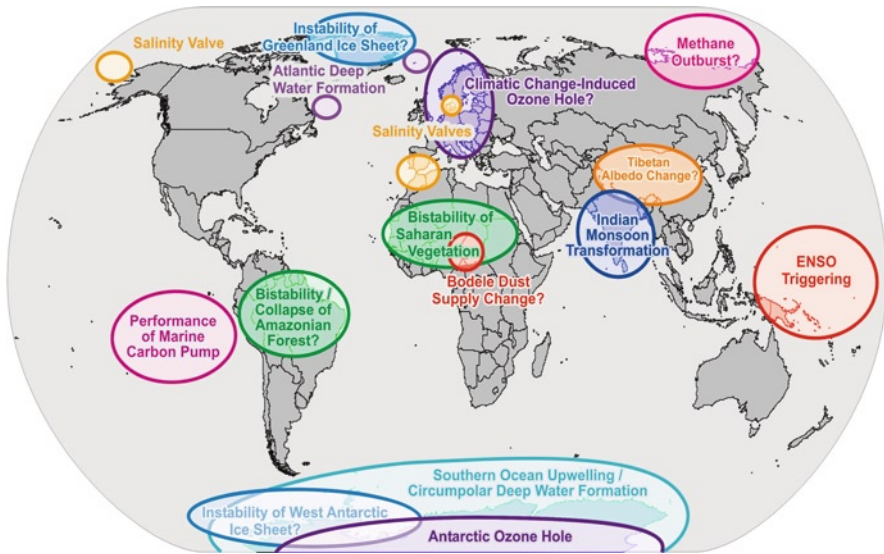 Salinity Valve
Instability of
Greenland Ice Sheet?
Atlantic Deep
Water Formation
Climatic Change-Induced
Ozone Hole?
Methane
Outburst?
Salinity Valves
Tibetan
Albedo Change?
Bistability of
Saharan
Vegetation
Indian
Monsoon
Transformation
Bodele Dust
Supply Change?
ENSO
Triggering
Performance
of Marine
Carbon Pump
Bistability /
Collapse of
Amazonian
Forest?
Southern Ocean Upwelling /
Circumpolar Deep Water Formation
Instability of West Antarctic
Ice Sheet?
Antarctic Ozone Hole